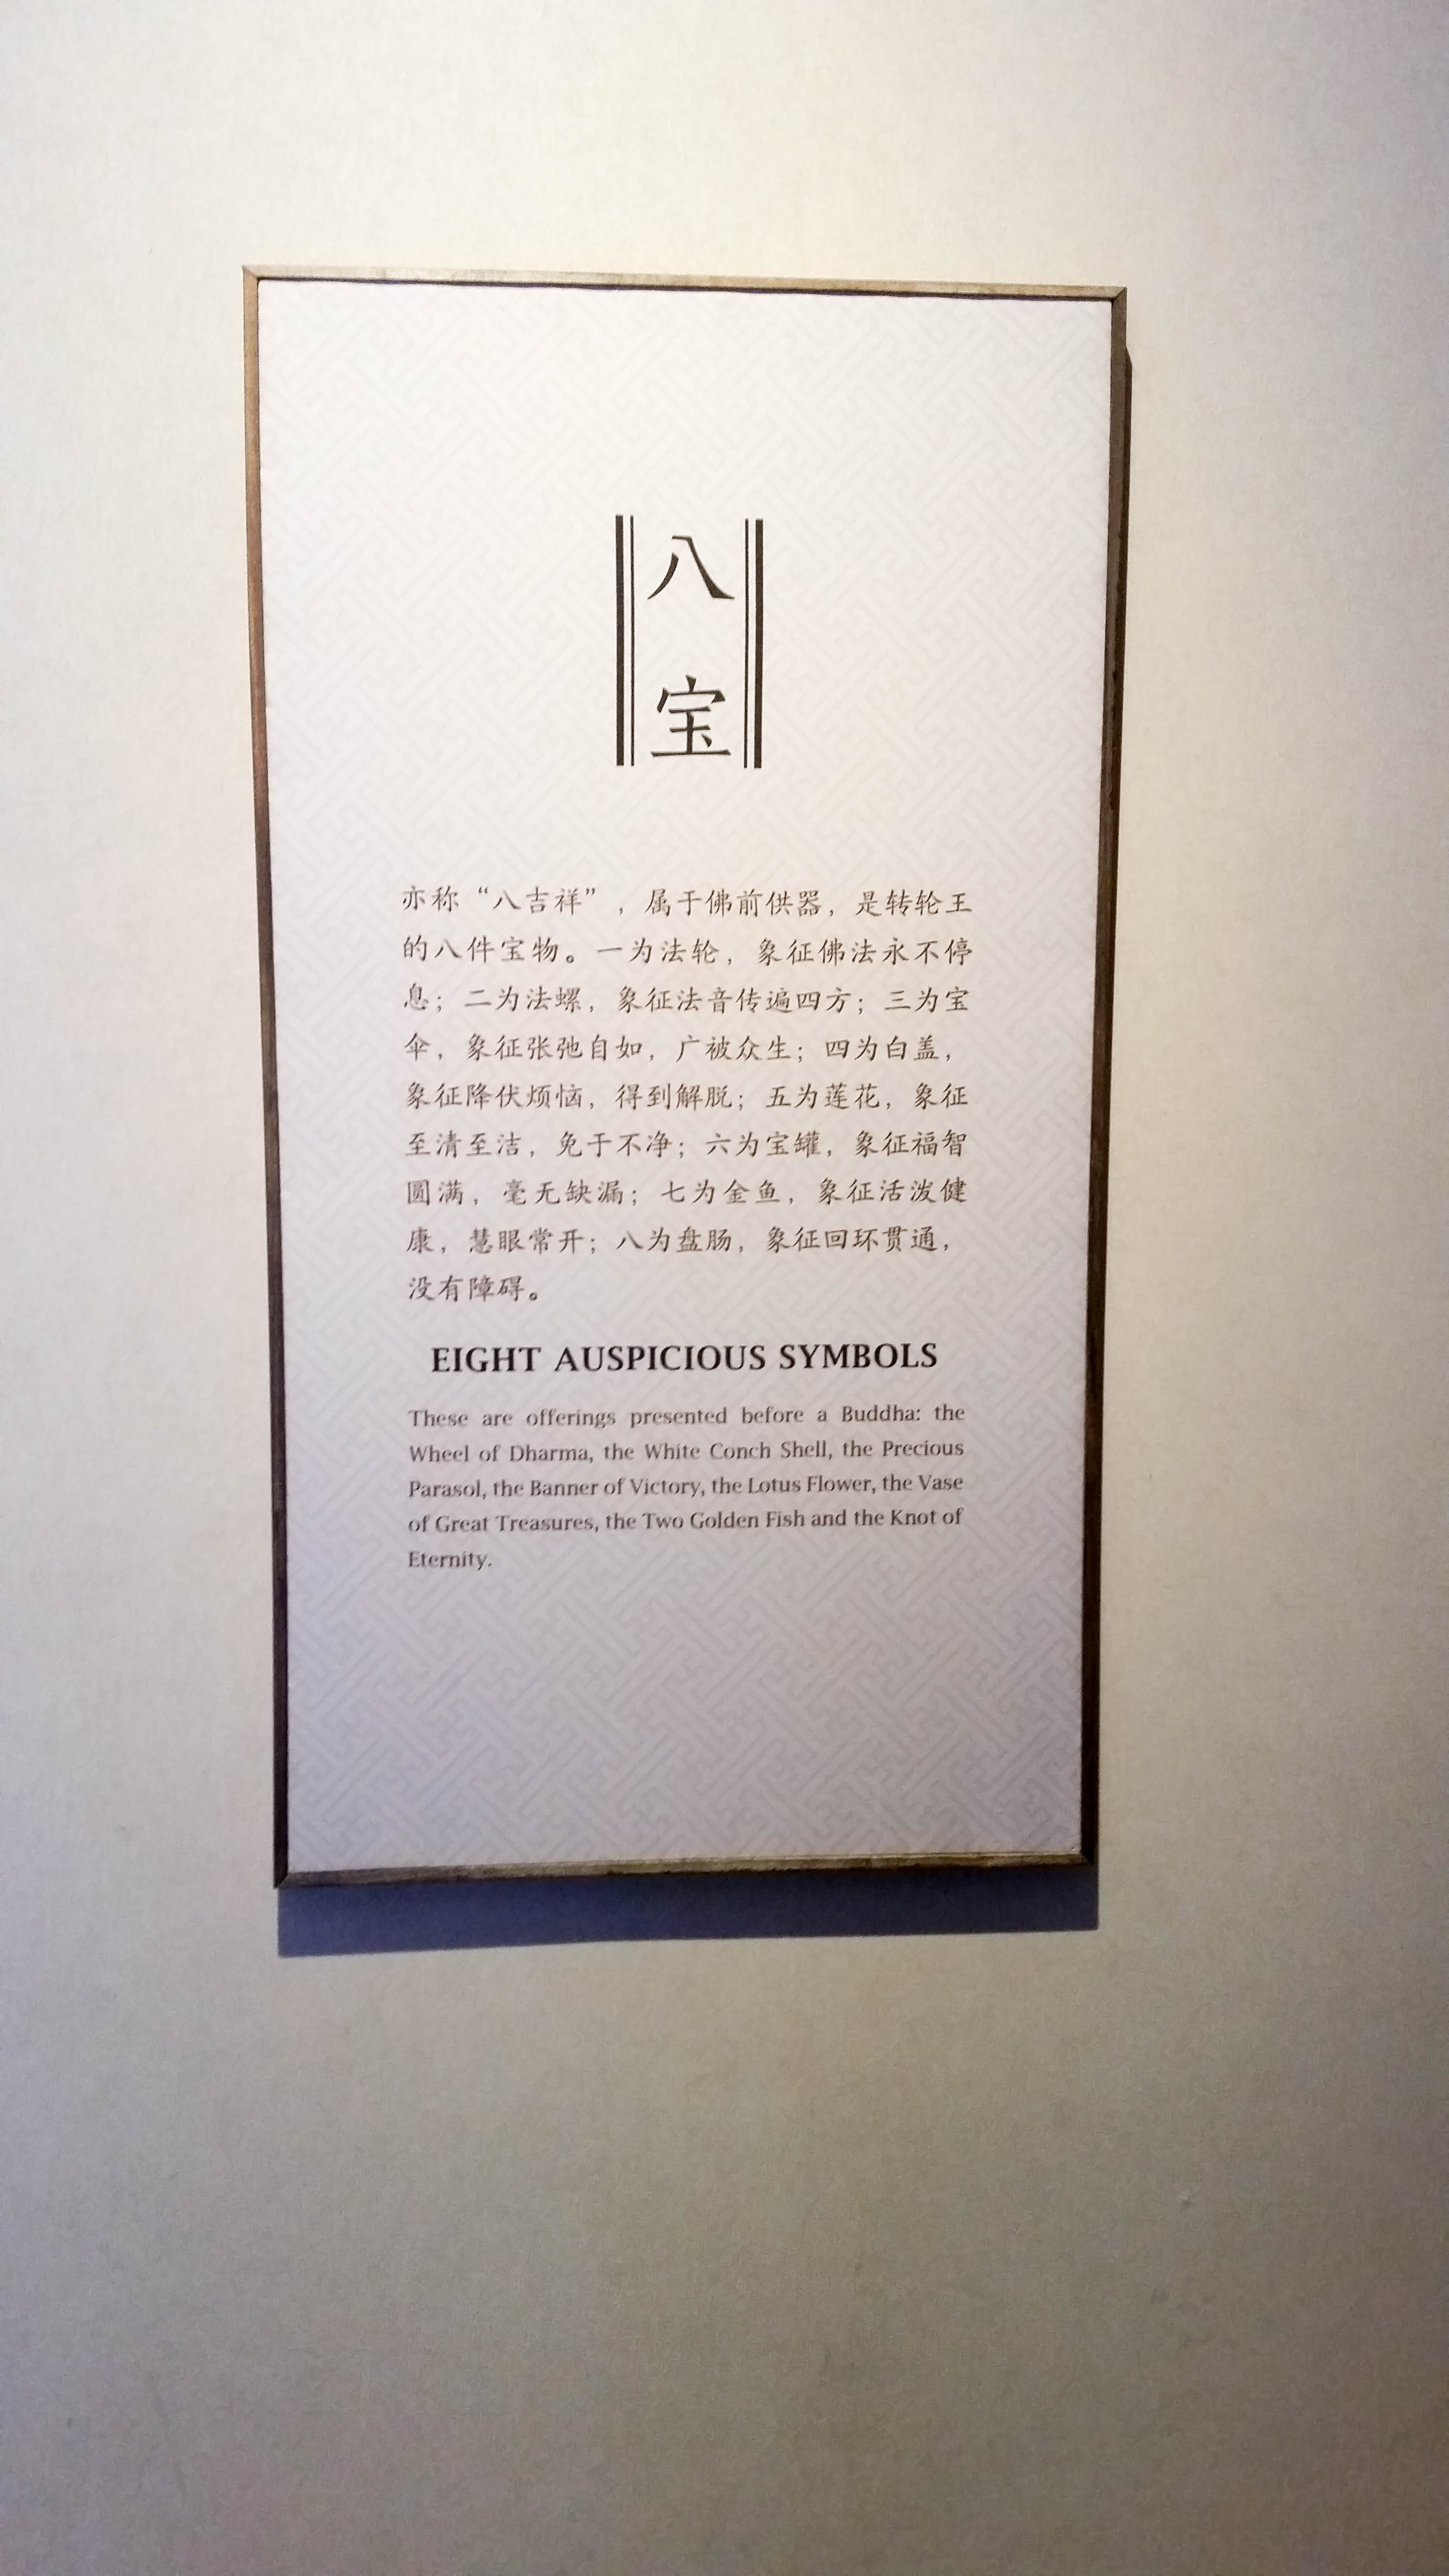 八
宝
亦称“八吉祥”，属于佛前供器，是转轮王
的八件宝物。一为法轮，象征佛法永不停
息；二为法螺，象征法音传遍四方；三为宝
伞，象征张弛自如，广被众生；四为白盖，
象征降伏烦恼，得到解脱；五为莲花，象征
至清至洁，免于不净；六为宝罐，象征福智
圆满，毫无缺漏；七为金鱼，象征活泼健
康，慧眼常开；八为盘肠，象征回环贯通，
没有障碍。
EIGHT AUSPICIOUS SYMBOLS
These are offerings presented before a Buddha: the
Wheel of Dharma, the White Conch Shell, the Precious
Parasol, the Banner of Victory, the Lotus Flower, the Vase
of Great Treasures, the Two Golden Fish and the Knot of
Eternity.